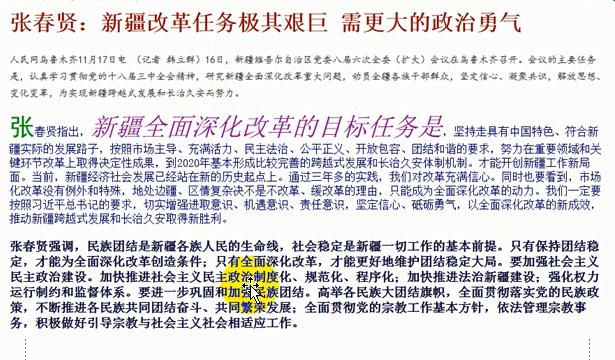 张春贤：新疆改革任务极其艰巨 需更大的政治勇气
人民网乌鲁木齐11月17日电 （记者 韩立群）16日，新疆维吾尔自治区党委八届六次全委（扩大）会议在乌鲁木齐召开。会议的主要任务
是，认真学习贯彻党的十八届三中全会精神，研究新疆全面深化改革重大问题，动员全疆各族干部群众，坚定信心、凝聚共识，解放思想、
变化变革，为实现新疆跨越式发展和长治久安而努力。
张春贤指出，新疆全面深化改革的目标任务是，坚持走具有中国特色、符合新
疆实际的发展路子，按照市场主导、充满活力、民主法治、公平正义、开放包容、团结和谐的要求，努力在重要领域和关
键环节改革上取得决定性成果，到2020年基本形成比较完善的跨越式发展和长治久安体制机制。才能开创新疆工作新局
面。当前，新疆经济社会发展已经站在新的历史起点上。通过三年多的实践，我们对改革充满信心。同时也要看到，市场
化改革没有例外和特殊，地处边疆、区情复杂决不是不改革、缓改革的理由，只能成为全面深化改革的动力。我们一定要
按照习近平总书记的要求，切实增强进取意识、机遇意识、责任意识，坚定信心、砥砺勇气，以全面深化改革的新成效，
推动新疆跨越式发展和长治久安取得新胜利。
张春贤强调，民族团结是新疆各族人民的生命线，社会稳定是新疆一切工作的基本前提。只有保持团结稳
定，才能为全面深化改革创造条件；只有全面深化改革，才能更好地维护团结稳定大局。要加强社会主义
民主政治建设。加快推进社会主义民主政治制度化、规范化、程序化；加快推进法治新疆建设；强化权力
运行制约和监督体系。要进一步巩固和加强民族团结。高举各民族大团结旗帜，全面贯彻落实党的民族政
策，不断推进各民族共同团结奋斗、共同繁荣发展；全面贯彻党的宗教工作基本方针，依法管理宗教事
务，积极做好引导宗教与社会主义社会相适应工作。